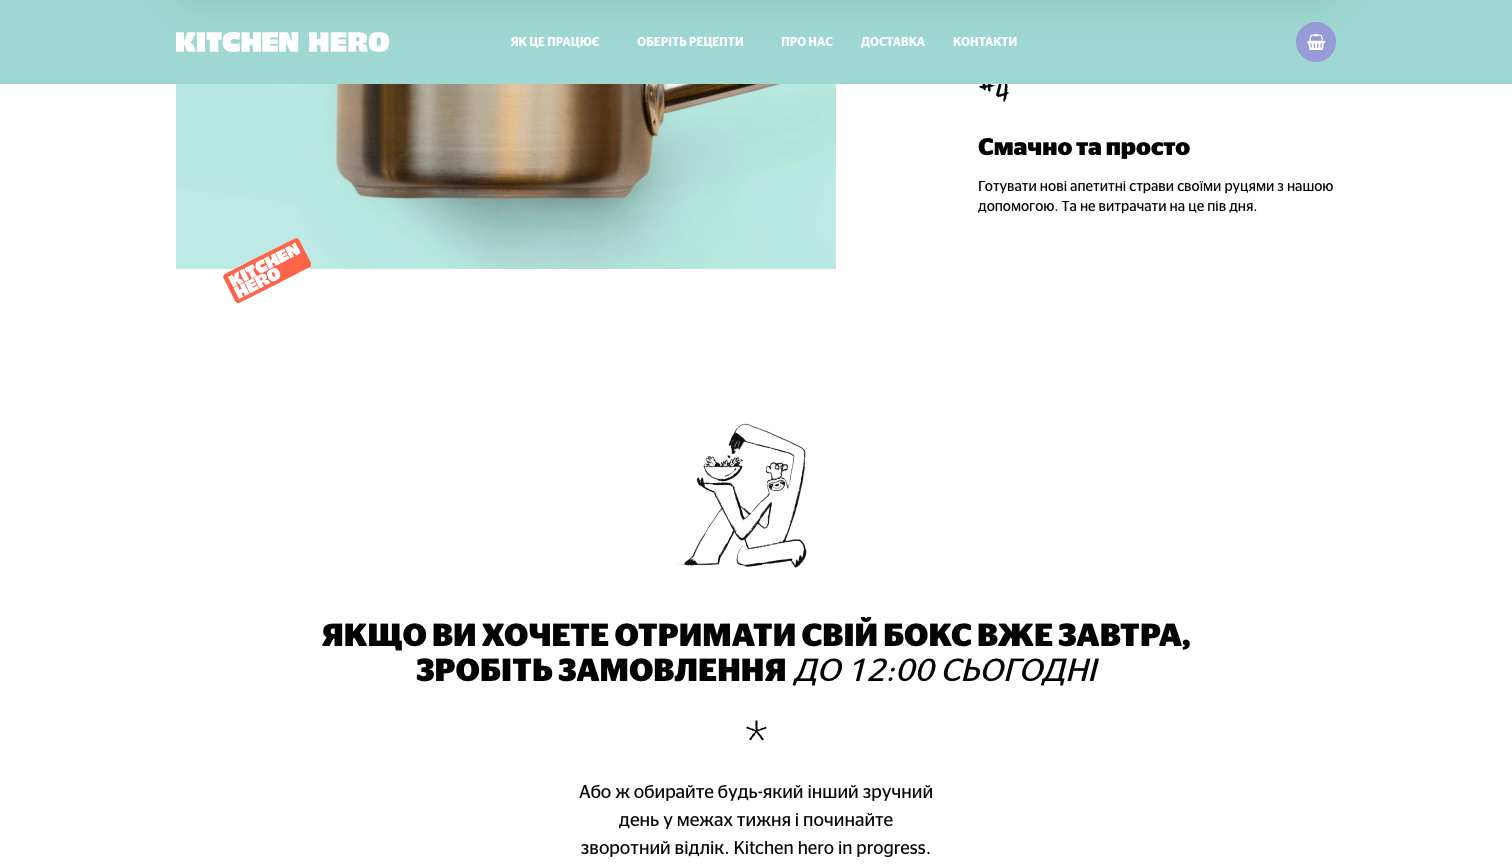 KITCHEN HERO
ЯК ЦЕ ПРАЦЮЄ
ОБЕРІТЬ РЕЦЕПТИ
ПРО НАС
ДОСТАВКА
КОНТАКТИ
#4
Смачно та просто
Готувати нові апетитні страви своїми руцями з нашою
допомогою. Та не витрачати на це пів дня.
KITCHEN
HERO
ЯКЩО ВИ ХОЧЕТЕ ОТРИМАТИ СВІЙ БОКС ВЖЕ ЗАВТРА,
ЗРОБІТЬ ЗАМОВЛЕННЯ ДО 12:00 СЬОГОДНІ
*
Або ж обирайте будь-який інший зручний
день у межах тижня і починайте
зворотний відлік. Kitchen hero in progress.